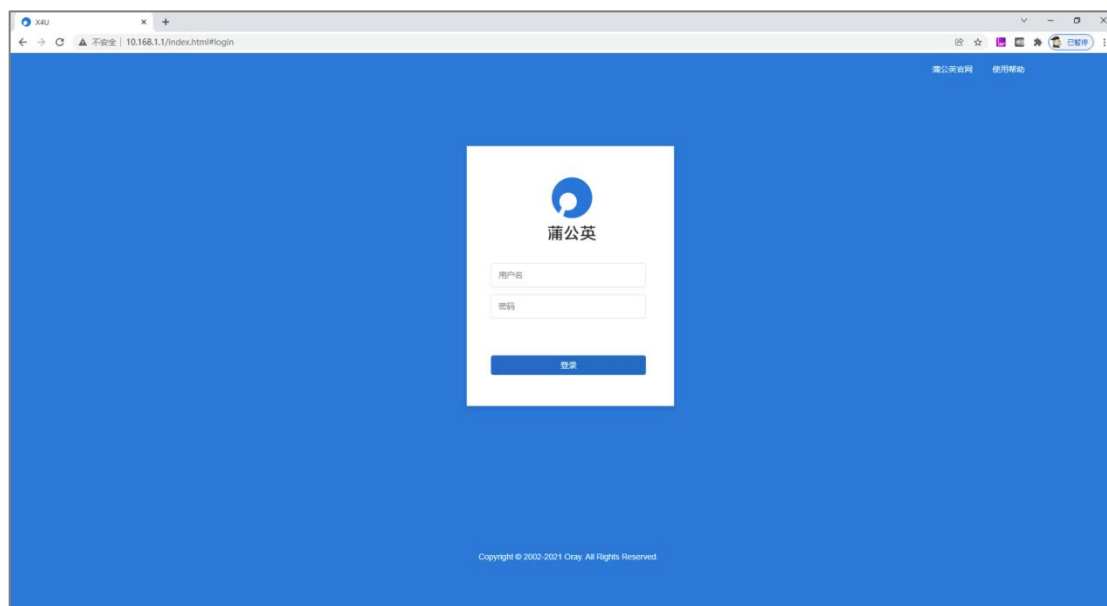 X4U
不安全 | 10.168.1.1/index.html#login
已暂停
蒲公英官网 使用帮助
蒲公英
用户名
密码
登录
Copyright © 2002-2021 Oray. All Rights Reserved.